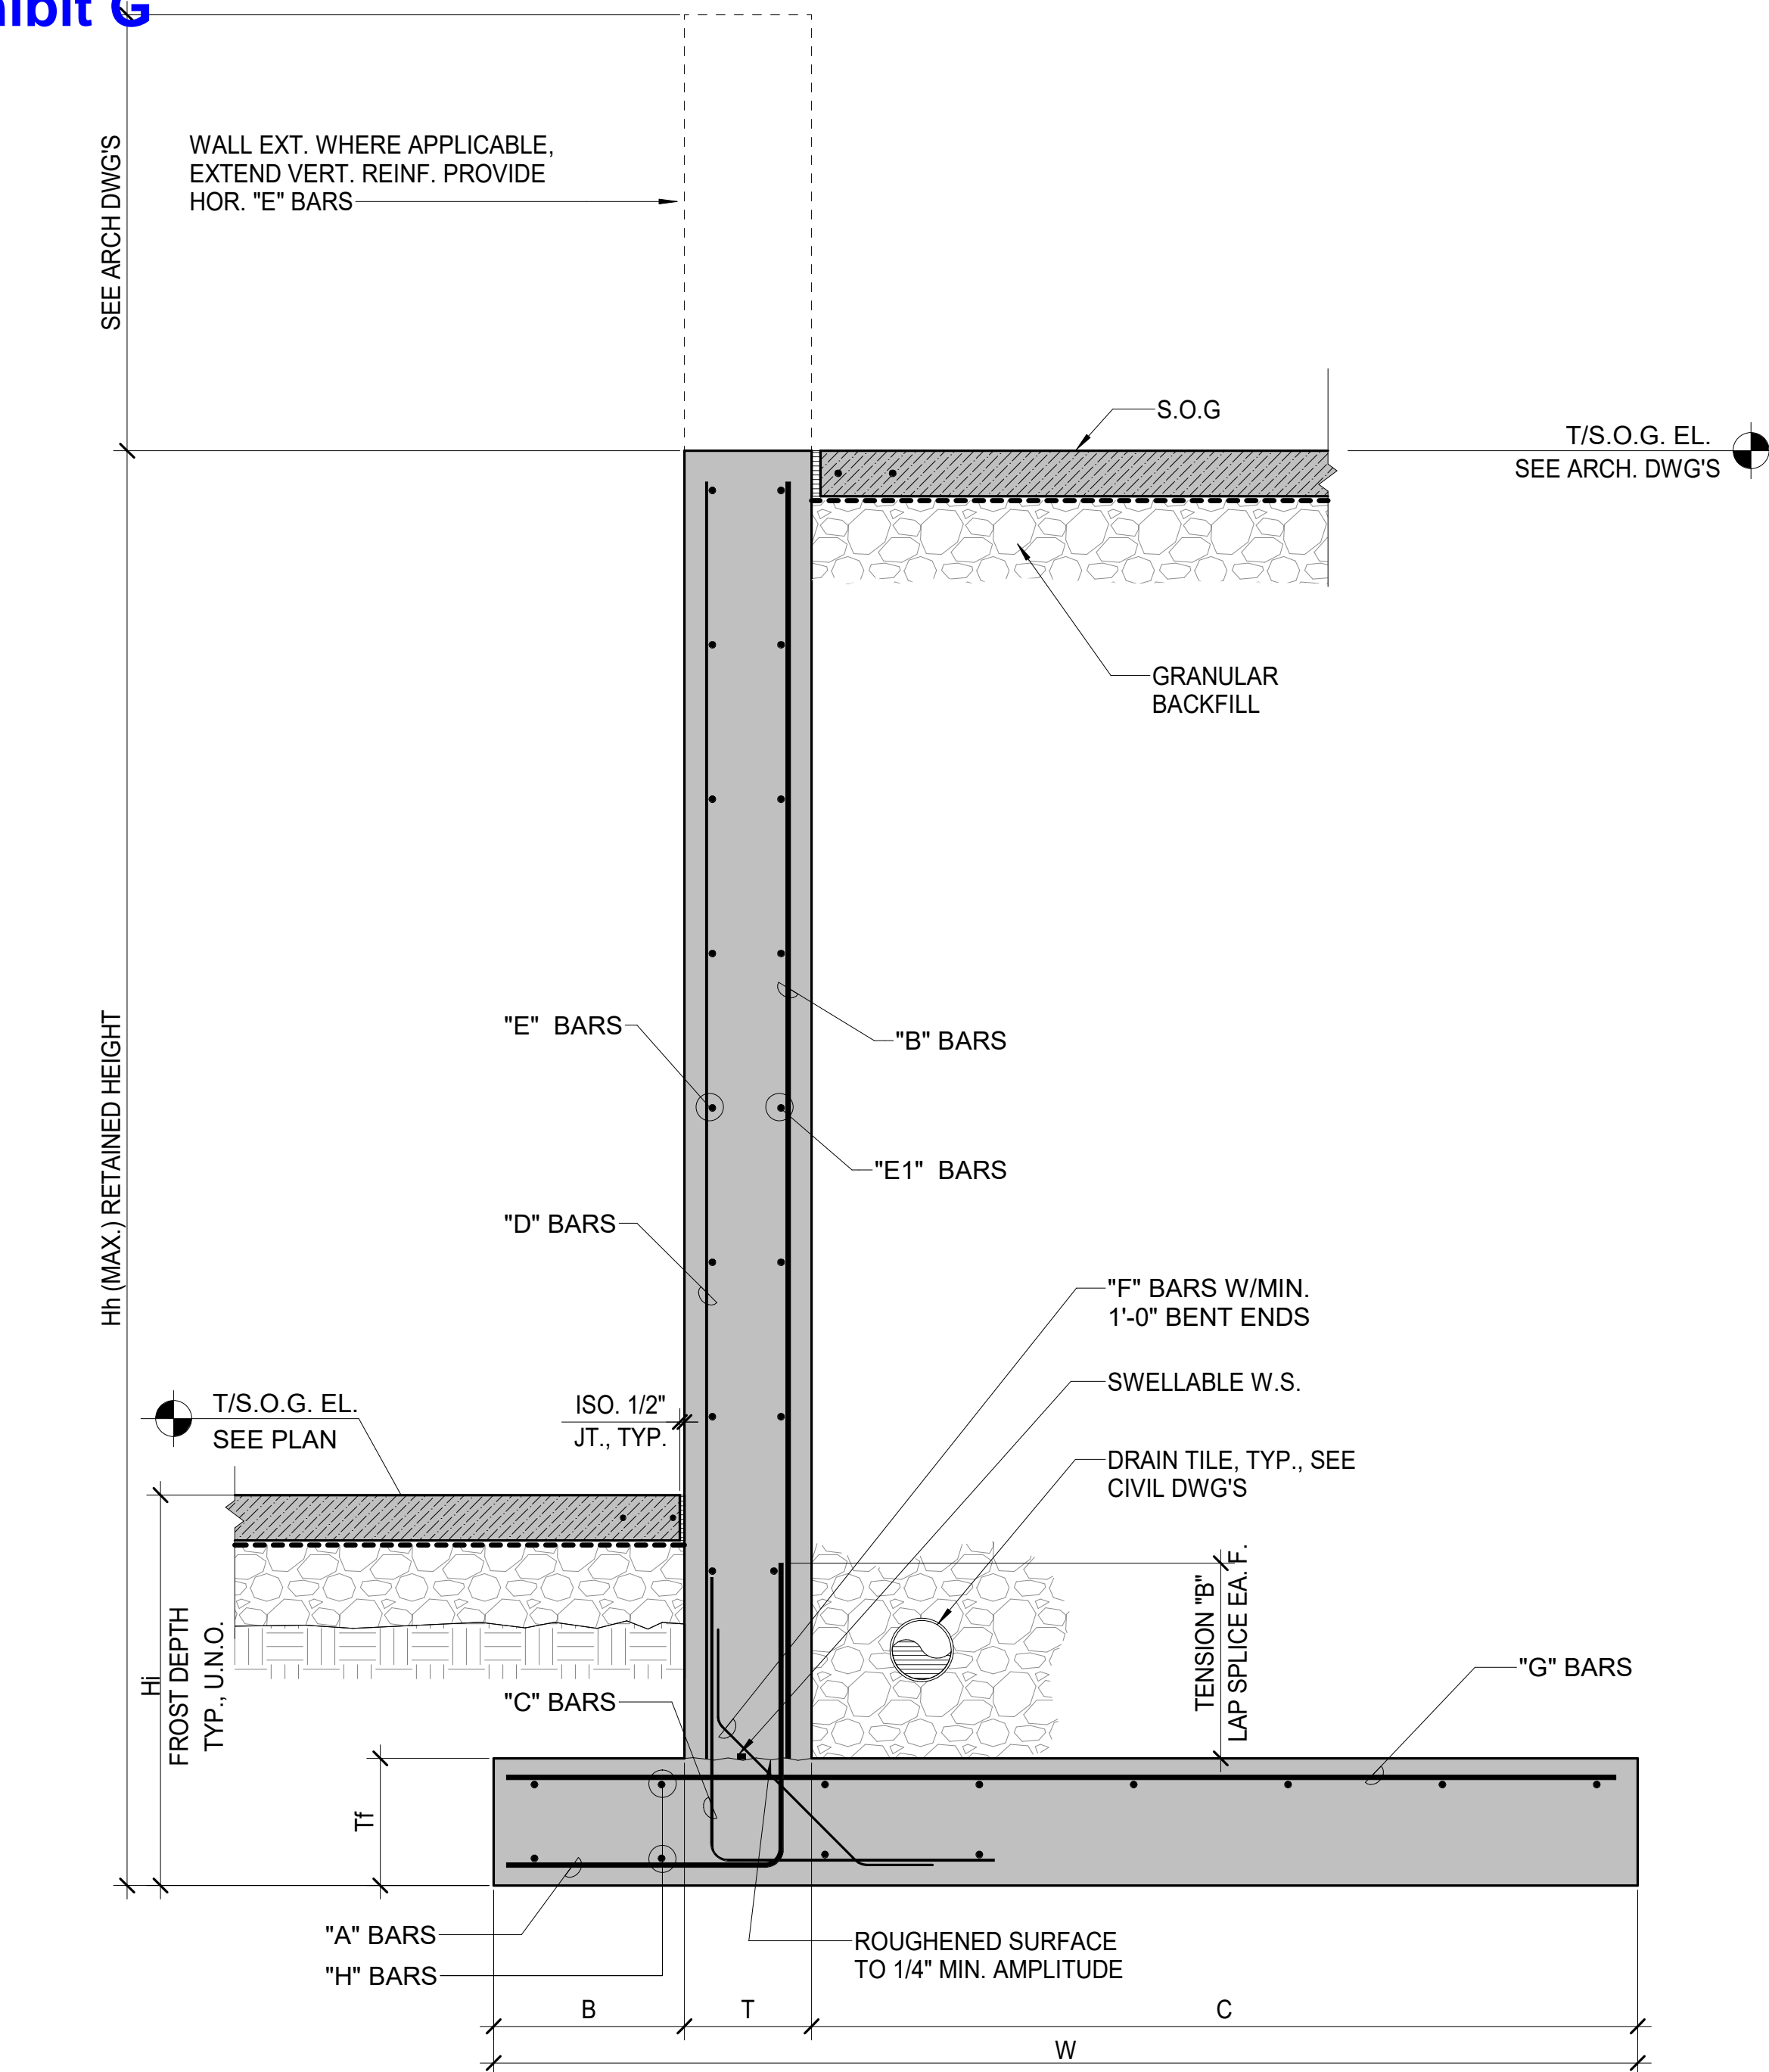 hibit G
SEE ARCH DWG'S
WALL EXT. WHERE APPLICABLE,
EXTEND VERT. REINF. PROVIDE
HOR. "E" BARS
S.O.G
T/S.O.G. EL.
SEE ARCH. DWG'S
GRANULAR
BACKFILL
Hh (MAX.) RETAINED HEIGHT
"E" BARS
"B" BARS
"E1" BARS
"D" BARS
"F" BARS W/MIN.
1'-0" BENT ENDS
SWELLABLE W.S.
T/S.O.G. EL.
SEE PLAN
ISO. 1/2"
JT., TYP.
DRAIN TILE, TYP., SEE
CIVIL DWG'S
Hi
FROST DEPTH
TYP., U.N.O.
TENSION "B"
LAP SPLICE EA. F.
"G" BARS
"C" BARS
Tf
"A" BARS
"H" BARS
ROUGHENED SURFACE
TO 1/4" MIN. AMPLITUDE
B
T
C
W